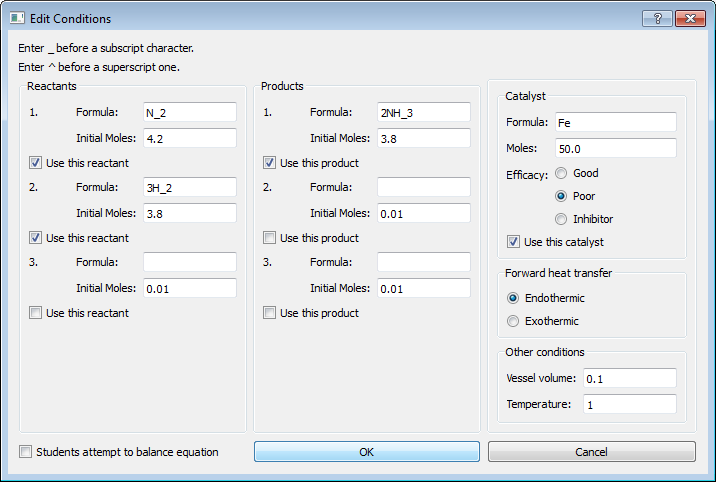 Edit Conditions
?
Enter _ before a subscript character.
Enter ^ before a superscript one.
Reactants
1. Formula: N_2
Initial Moles: 4.2
Use this reactant
2. Formula: 3H_2
Initial Moles: 3.8
Use this reactant
3. Formula:
Initial Moles: 0.01
Use this reactant
Products
1. Formula: 2NH_3
Initial Moles: 3.8
Use this product
2. Formula:
Initial Moles: 0.01
Use this product
3. Formula:
Initial Moles: 0.01
Use this product
Catalyst
Formula: Fe
Moles: 50.0
Efficacy: Good
Poor
Inhibitor
Use this catalyst
Forward heat transfer
Endothermic
Exothermic
Other conditions
Vessel volume: 0.1
Temperature: 1
Students attempt to balance equation
OK
Cancel